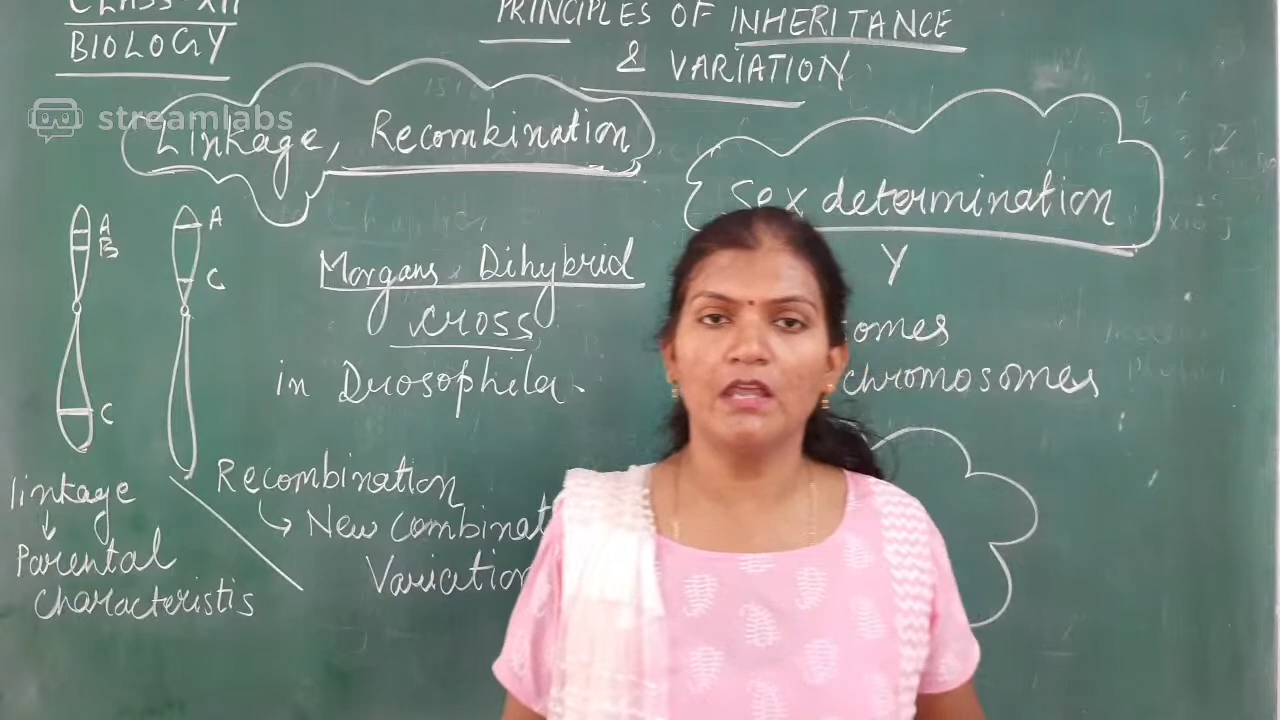 CLASS-XII
BIOLOGY
PRINCIPLES OF INHERITANCE
& VARIATION
streamlabs
Linkage, Recombination
Sex determination
A
B
C
A
C
Morgans Dihybrid
cross
in Drosophila.
Y
omes
chromosomes
linkage
↓
Parental
characteristis
Recombination
↳ New combinat
Variation